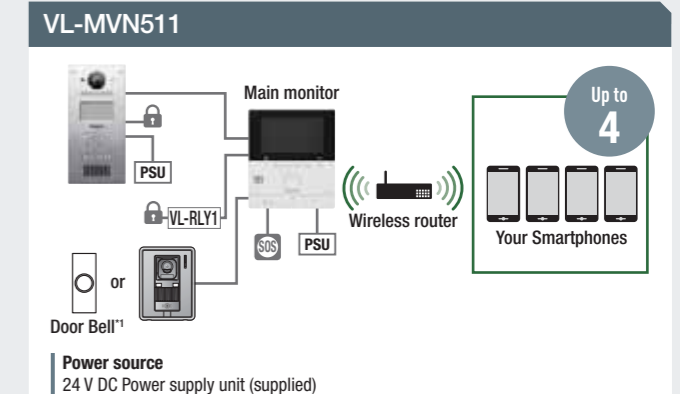 VL-MVN511
Main monitor
Up to
4
PSU
VL-RLY1
Wireless router
SOS
PSU
Your Smartphones
or
Door Bell*1
Power source
24 V DC Power supply unit (supplied)